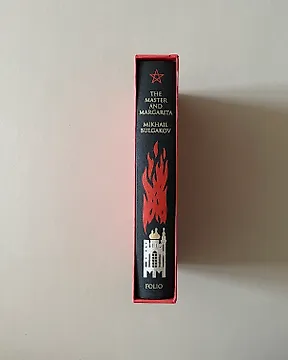 THE
MASTER
AND
MARGARITA
MIKHAIL
BULGAKOV
FOLIO